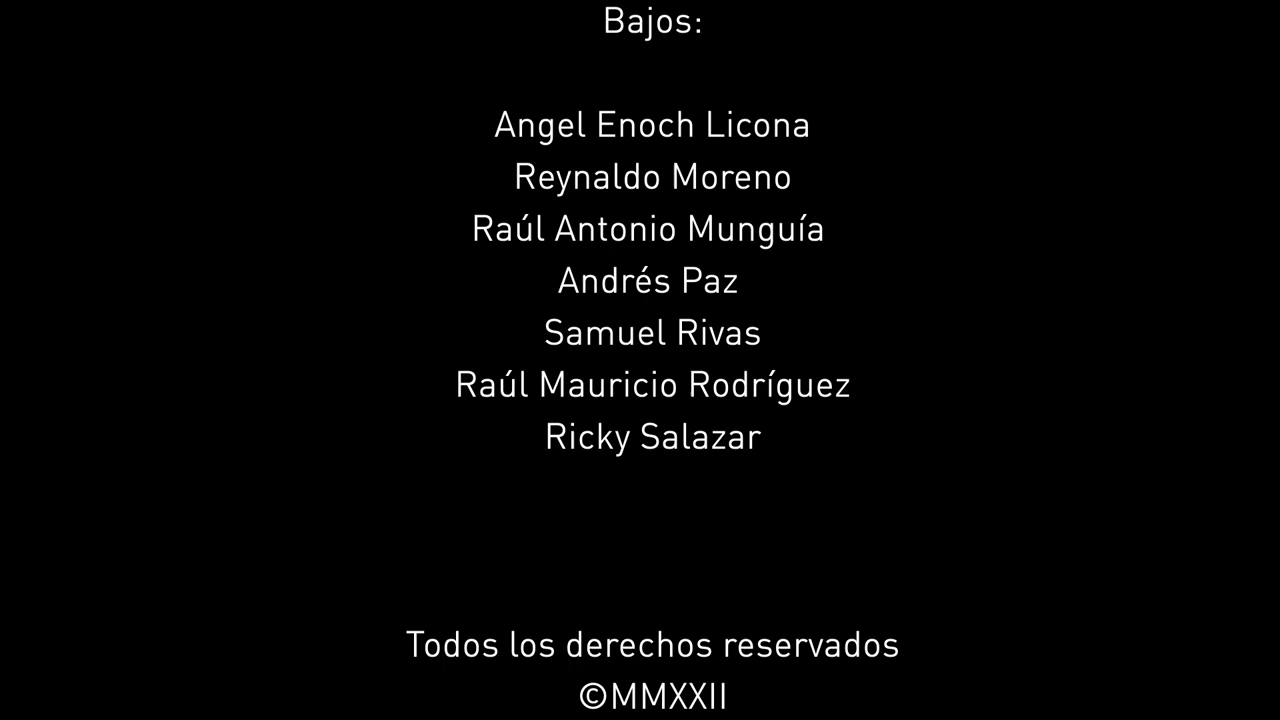 Bajos:
Angel Enoch Licona
Reynaldo Moreno
Raúl Antonio Munguía
Andrés Paz
Samuel Rivas
Raúl Mauricio Rodríguez
Ricky Salazar
Todos los derechos reservados
©MMXXII